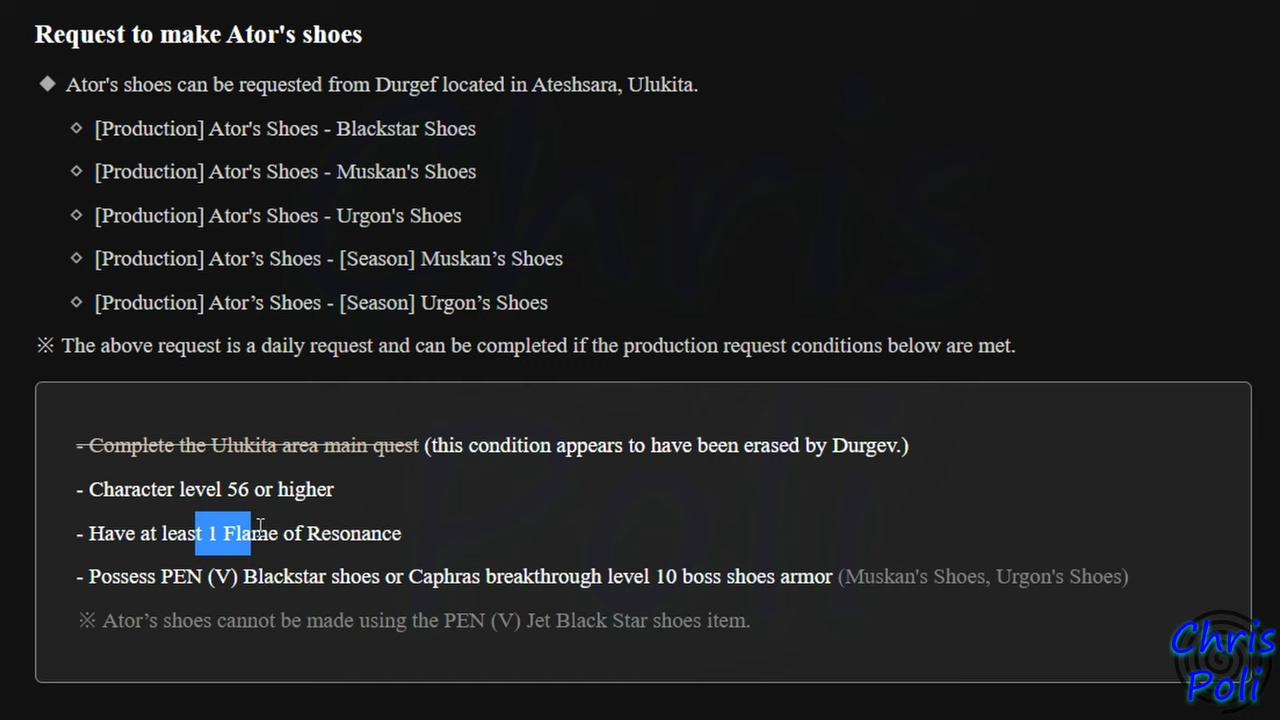 Request to make Ator's shoes
◆ Ator's shoes can be requested from Durgef located in Ateshsara, Ulukita.
◇ [Production] Ator's Shoes - Blackstar Shoes
◇ [Production] Ator's Shoes - Muskan's Shoes
◇ [Production] Ator's Shoes - Urgon's Shoes
◇ [Production] Ator’s Shoes - [Season] Muskan’s Shoes
◇ [Production] Ator’s Shoes - [Season] Urgon’s Shoes
※ The above request is a daily request and can be completed if the production request conditions below are met.
- Complete the Ulukita area main quest (this condition appears to have been erased by Durgev.)
- Character level 56 or higher
- Have at least 1 Flame of Resonance
- Possess PEN (V) Blackstar shoes or Caphras breakthrough level 10 boss shoes armor (Muskan's Shoes, Urgon's Shoes)
※ Ator’s shoes cannot be made using the PEN (V) Jet Black Star shoes item.
Chris
Poli
Chris
Poli